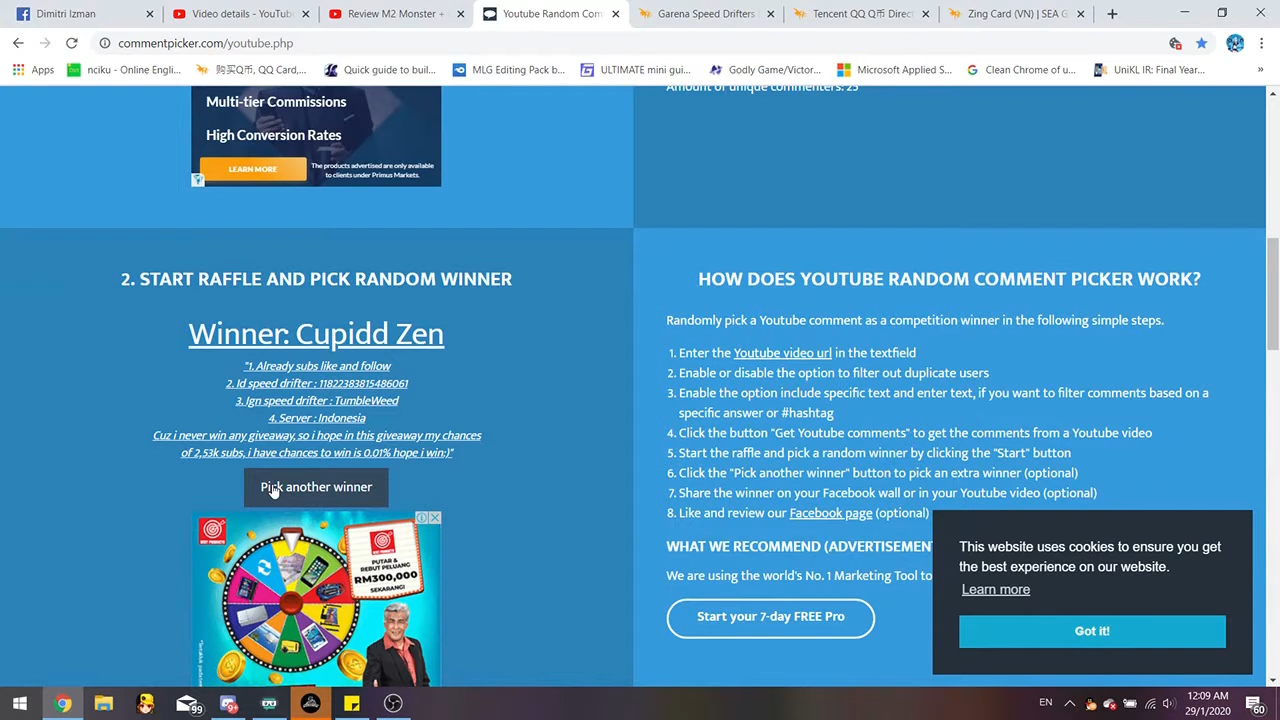 Dimitri Izman
Video details - YouTube
Review M2 Monster +
Youtube Random Com
Garena Speed Drifters
Tencent QQ Q币 Direct
Zing Card (VN) | SEA G
commentpicker.com/youtube.php
Apps
nciku - Online Engli...
购买Q币, QQ Card,...
Quick guide to buil...
MLG Editing Pack b...
ULTIMATE mini gui...
Godly Game/Victor...
Microsoft Applied S...
Clean Chrome of u...
UniKL IR: Final Year...
»
Multi-tier Commissions
High Conversion Rates
LEARN MORE
The products advertised are only available
to clients under Primus Markets.
Amount of unique commenters: 25
2. START RAFFLE AND PICK RANDOM WINNER
Winner: Cupidd Zen
"1. Already subs like and follow
2. Id speed drifter : 11822383815486061
3. Ign speed drifter : TumbleWeed
4. Server : Indonesia
Cuz i never win any giveaway, so i hope in this giveaway my chances
of 2,53k subs, i have chances to win is 0.01% hope i win:)"
Pick another winner
BEST PRODUCTS
PUTAR &
REBUT PELUANG
RM300,000
SEKARANG!
HOW DOES YOUTUBE RANDOM COMMENT PICKER WORK?
Randomly pick a Youtube comment as a competition winner in the following simple steps.
1. Enter the Youtube video url in the textfield
2. Enable or disable the option to filter out duplicate users
3. Enable the option include specific text and enter text, if you want to filter comments based on a
specific answer or #hashtag
4. Click the button "Get Youtube comments" to get the comments from a Youtube video
5. Start the raffle and pick a random winner by clicking the "Start" button
6. Click the "Pick another winner" button to pick an extra winner (optional)
7. Share the winner on your Facebook wall or in your Youtube video (optional)
8. Like and review our Facebook page (optional)
WHAT WE RECOMMEND (ADVERTISEMENT
We are using the world's No. 1 Marketing Tool to
Start your 7-day FREE Pro
This website uses cookies to ensure you get
the best experience on our website.
Learn more
Got it!
99
EN
12:09 AM
29/1/2020
60